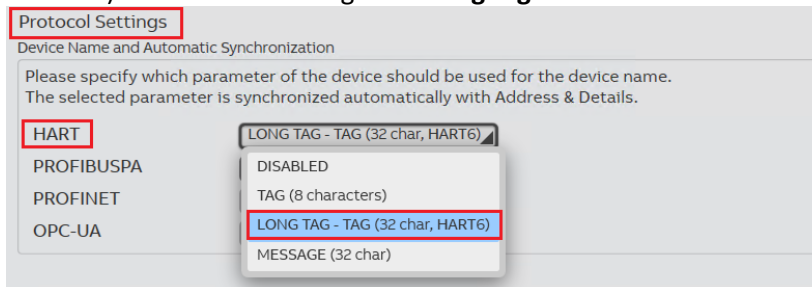 Protocol Settings
Device Name and Automatic Synchronization
Please specify which parameter of the device should be used for the device name.
The selected parameter is synchronized automatically with Address & Details.
HART
LONG TAG - TAG (32 char, HART6)
PROFIBUSPA
DISABLED
PROFINET
TAG (8 characters)
OPC-UA
LONG TAG - TAG (32 char, HART6)
MESSAGE (32 char)